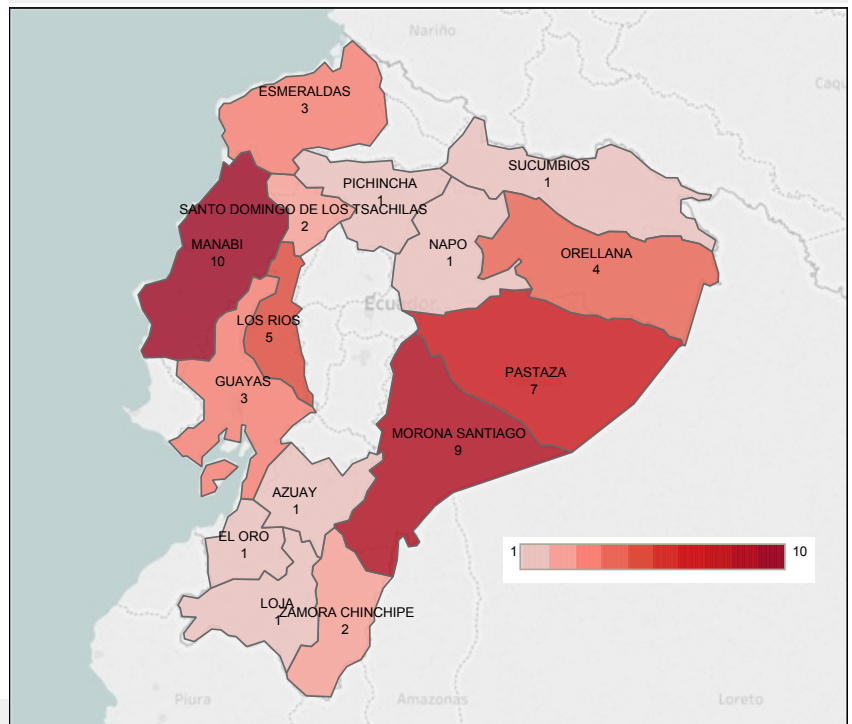 Nariño
Caqu
ESMERALDAS
3
SUCUMBIOS
1
PICHINCHA
1
SANTO DOMINGO DE LOS TSACHILAS
2
MANABI
10
NAPO
1
ORELLANA
4
Ecuador
LOS RIOS
5
PASTAZA
7
GUAYAS
3
MORONA SANTIAGO
9
AZUAY
1
EL ORO
1
1
10
LOJA
1
ZAMORA CHINCHIPE
2
Piura
Amazonas
Loreto